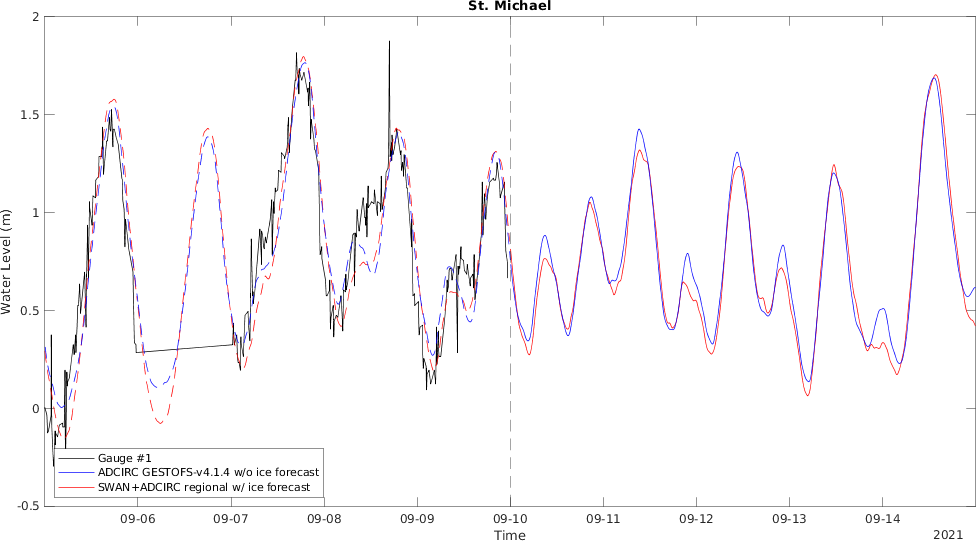 St. Michael
2
1.5
1
0.5
0
-0.5
Water Level (m)
Gauge #1
ADCIRC GESTOFS-v4.1.4 w/o ice forecast
SWAN+ADCIRC regional w/ ice forecast
09-06 09-07 09-08 09-09 09-10 09-11 09-12 09-13 09-14
Time
2021